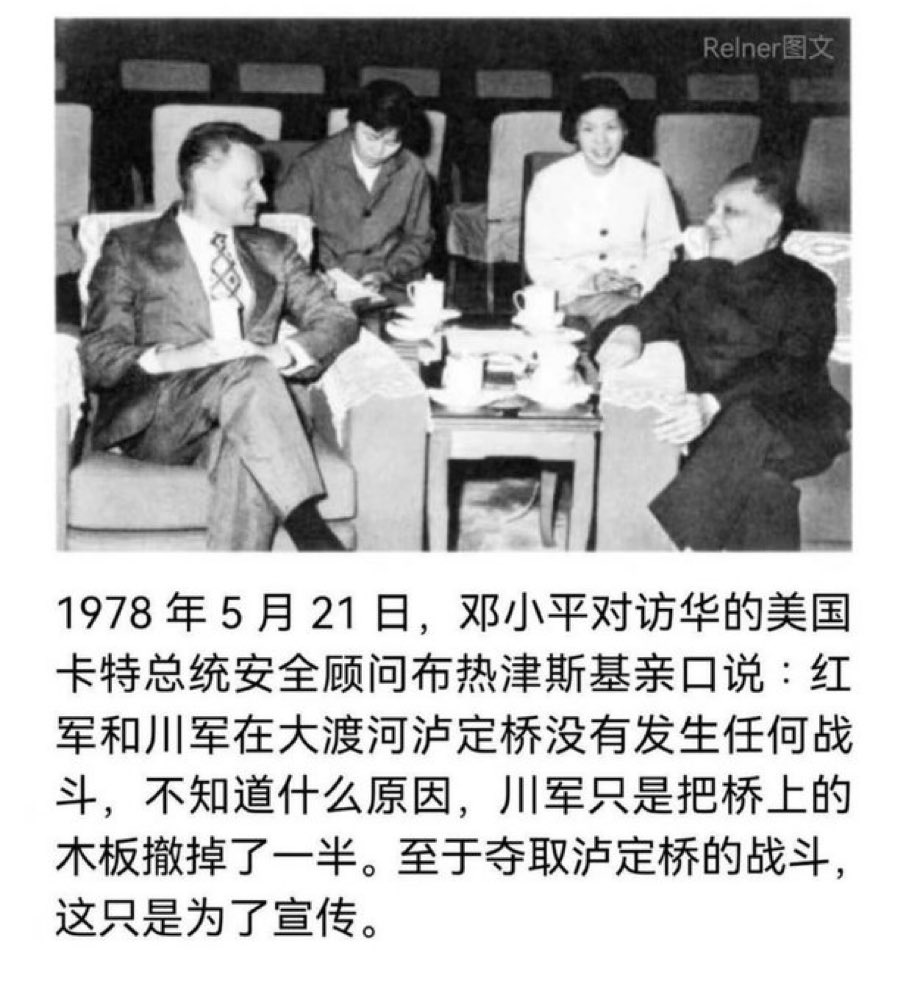 Relner图文
1978 年 5 月 21 日，邓小平对访华的美国
卡特总统安全顾问布热津斯基亲口说：红
军和川军在大渡河泸定桥没有发生任何战
斗，不知道什么原因，川军只是把桥上的
木板撤掉了一半。至于夺取泸定桥的战斗，
这只是为了宣传。